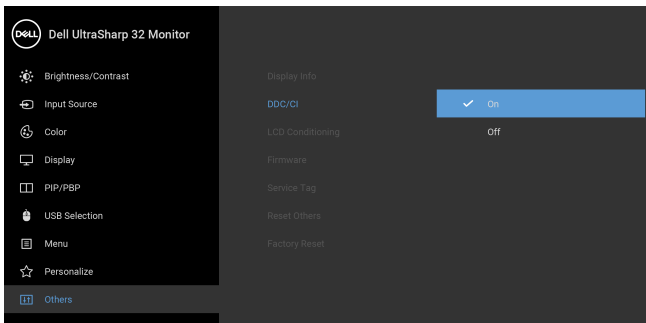 DELL Dell UltraSharp 32 Monitor
Brightness/Contrast
Display Info
Input Source
DDC/CI
On
Color
LCD Conditioning
Off
Display
Firmware
PIP/PBP
Service Tag
USB Selection
Reset Others
Menu
Factory Reset
Personalize
Others